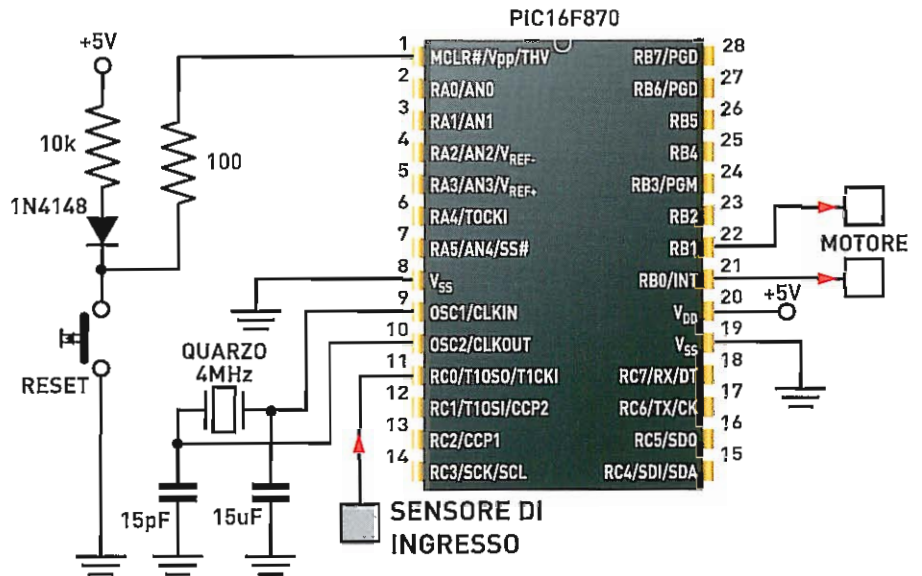 PIC16F870
+5V
10k
100
1N4148
RESET
QUARZO
4MHz
15pF
15uF
SENSORE DI
INGRESSO
MOTORE
+5V
1 MCLR#/Vpp/THV
2 RA0/AN0
3 RA1/AN1
4 RA2/AN2/VREF-
5 RA3/AN3/VREF+
6 RA4/TOCKI
7 RA5/AN4/SS#
8 VSS
9 OSC1/CLKIN
10 OSC2/CLKOUT
11 RC0/T1OSO/T1CKI
12 RC1/T1OSI/CCP2
13 RC2/CCP1
14 RC3/SCK/SCL
RB7/PGD 28
RB6/PGD 27
RB5 26
RB4 25
RB3/PGM 24
RB2 23
RB1 22
RB0/INT 21
VDD 20
VSS 19
RC7/RX/DT 18
RC6/TX/CK 17
RC5/SDO 16
RC4/SDI/SDA 15